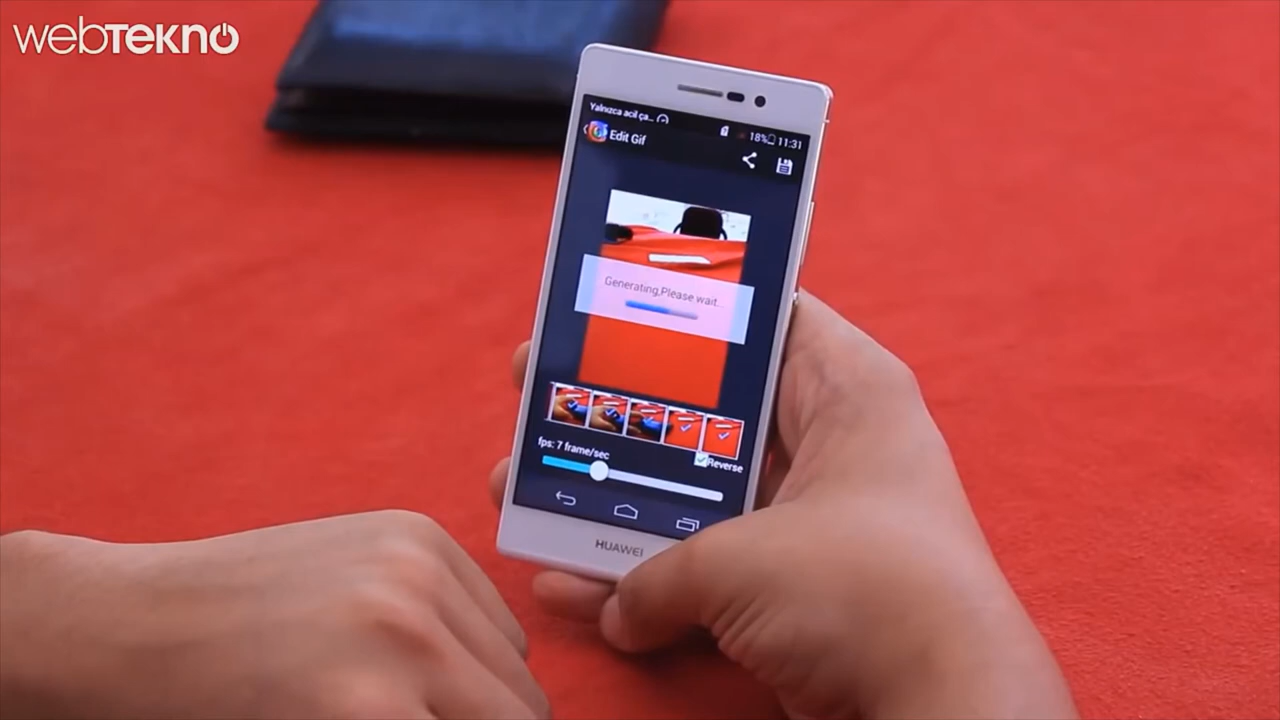 webTEKNO
Yalnızca acil ça...
18% 11:31
Edit Gif
Generating,Please wait..
fps: 7 frame/sec
Reverse
HUAWEI